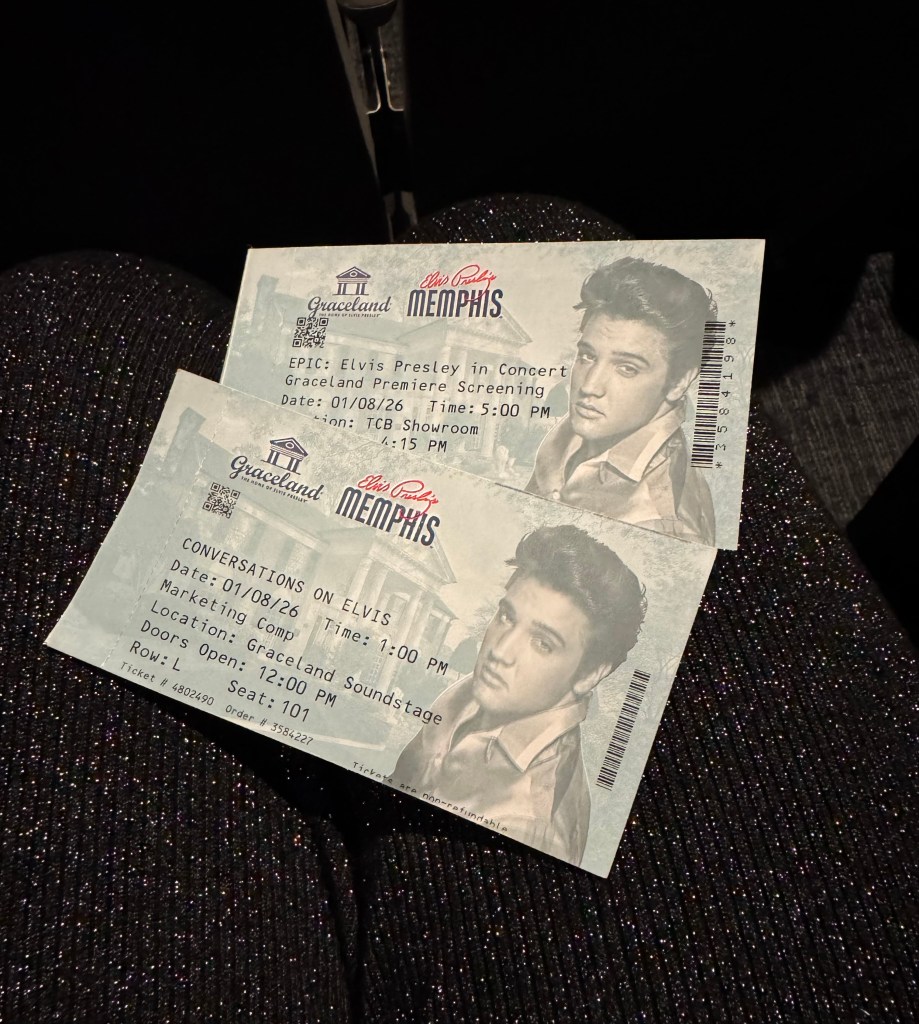 Graceland
THE HOME OF ELVIS PRESLEY
Elvis Presley
MEMPHIS
EPIC: Elvis Presley in Concert
Graceland Premiere Screening
Date: 01/08/26 Time: 5:00 PM
tion: TCB Showroom
4:15 PM
*3584198*
Graceland
THE HOME OF ELVIS PRESLEY
Elvis Presley
MEMPHIS
CONVERSATIONS ON ELVIS
Date: 01/08/26 Time: 1:00 PM
Marketing Comp
Location: Graceland Soundstage
Doors Open: 12:00 PM
Row: L Seat: 101
Ticket # 4802490 Order # 3584227
Tickets are non-refundable